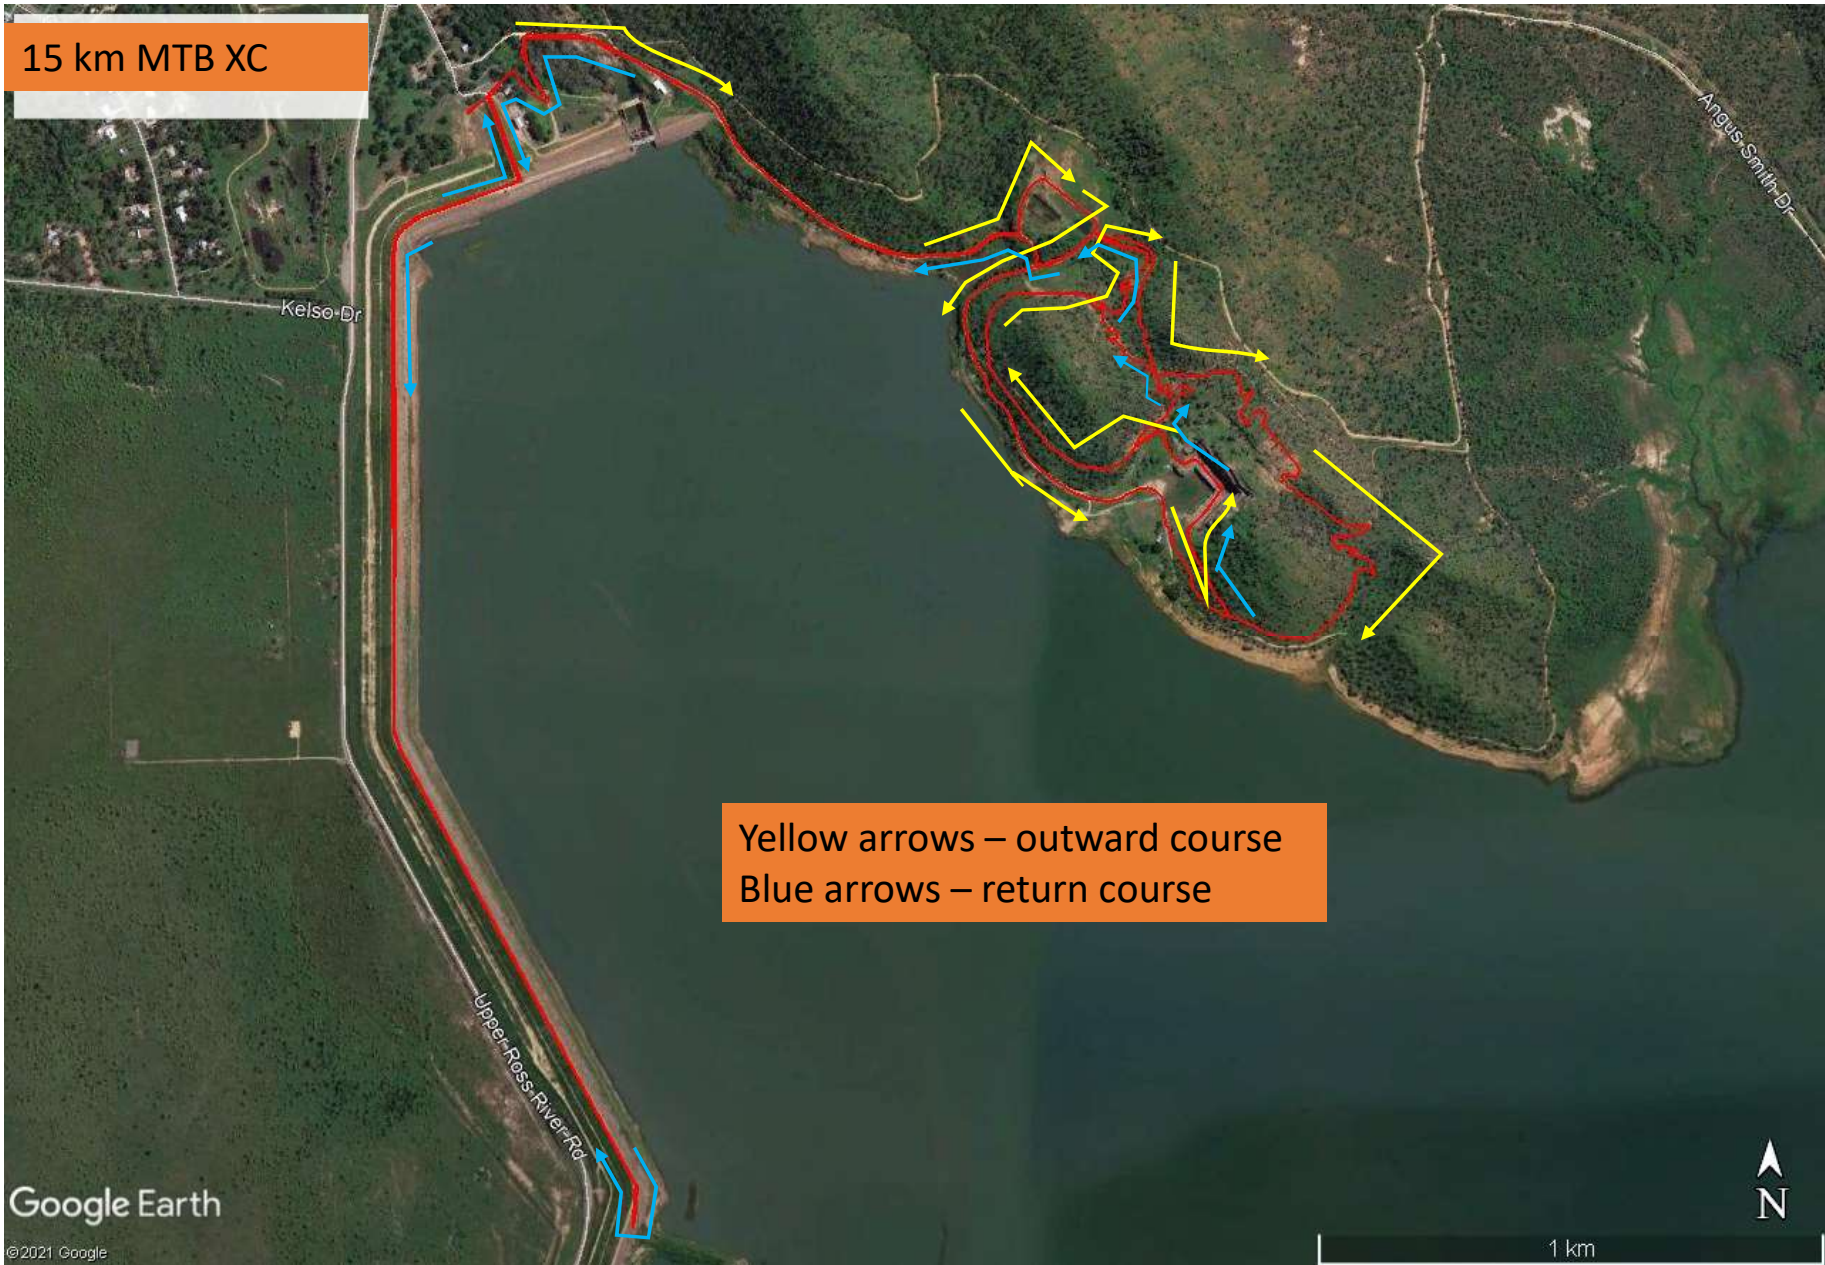 15 km MTB XC
Angus Smith Dr
Kelso Dr
Yellow arrows – outward course
Blue arrows – return course
Upper Ross River Rd
N
Google Earth
©2021 Google
1 km